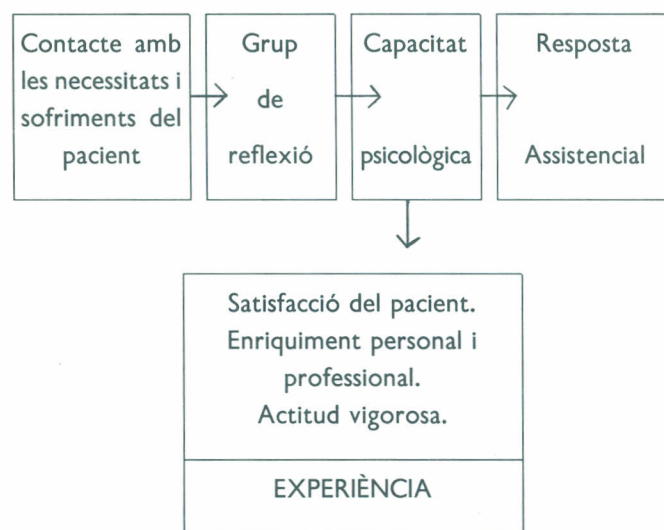 Contacte amb
les necessitats i
sofriments del
pacient
Grup
de
reflexió
Capacitat
psicològica
Resposta
Assistencial
Satisfacció del pacient.
Enriquiment personal i
professional.
Actitud vigorosa.
EXPERIÈNCIA